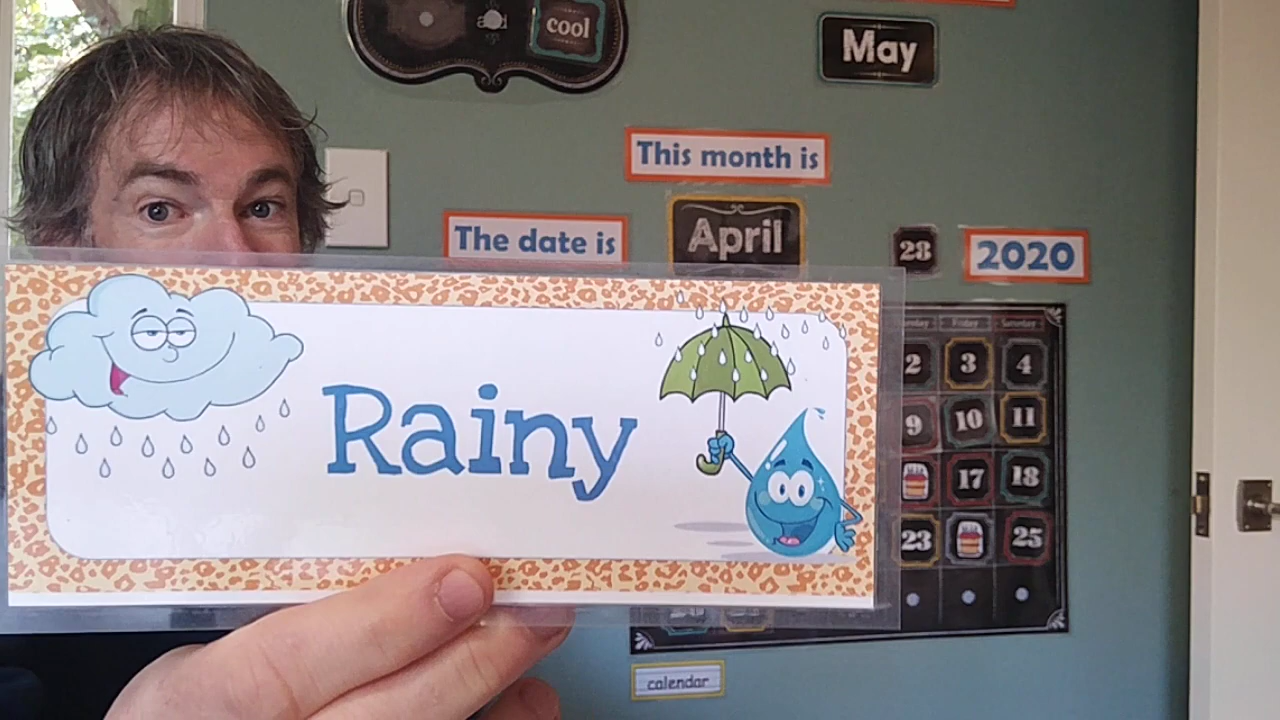 and
cool
May
This month is
The date is
April
28
2020
Rainy
Friday
Saturday
2
3
4
9
10
11
17
18
23
25
calendar